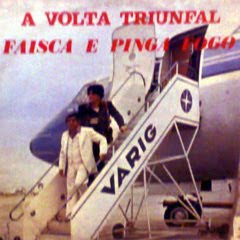 A VOLTA TRIUNFAL
FAISCA E PINGA FOGO
VARIG